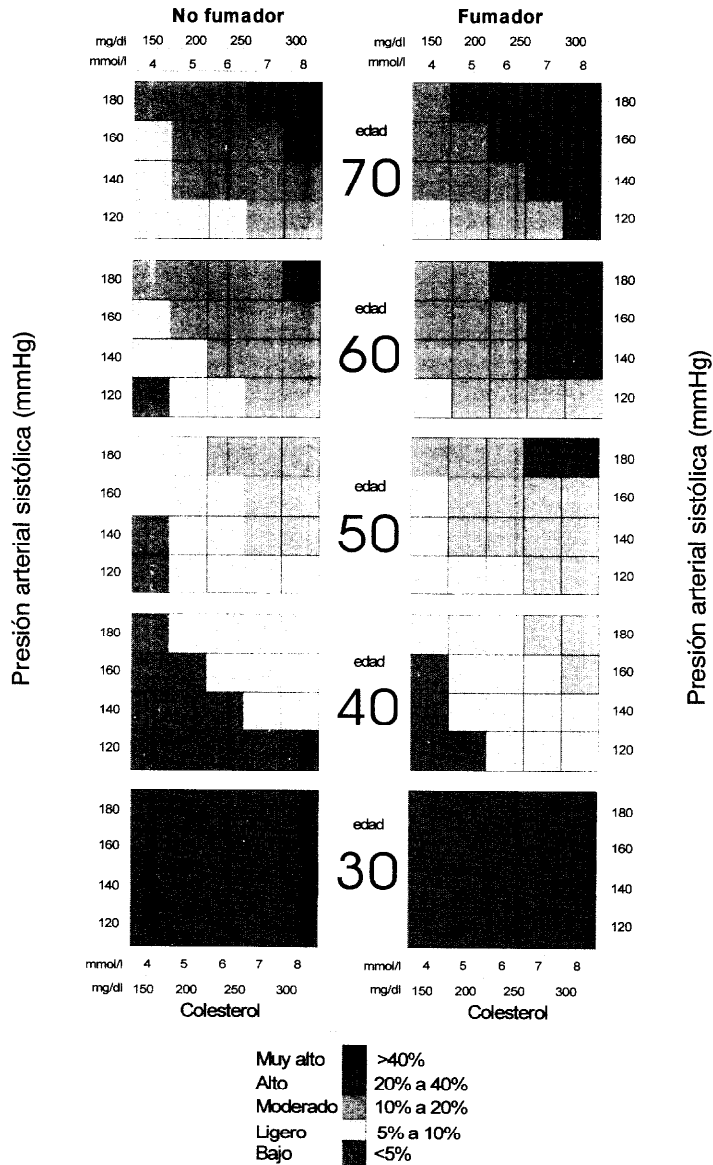 No fumador Fumador
mg/dl 150 200 250 300 mg/dl 150 200 250 300
mmol/l 4 5 6 7 8 mmol/l 4 5 6 7 8
Presión arterial sistólica (mmHg)
180 180
160 edad 160
140 70 140
120 120
180 180
160 edad 160
140 60 140
120 120
180 180
160 edad 160
140 50 140
120 120
180 180
160 edad 160
140 40 140
120 120
180 180
160 edad 160
140 30 140
120 120
Presión arterial sistólica (mmHg)
mmol/l 4 5 6 7 8 mmol/l 4 5 6 7 8
mg/dl 150 200 250 300 mg/dl 150 200 250 300
Colesterol Colesterol
Muy alto >40%
Alto 20% a 40%
Moderado 10% a 20%
Ligero 5% a 10%
Bajo <5%